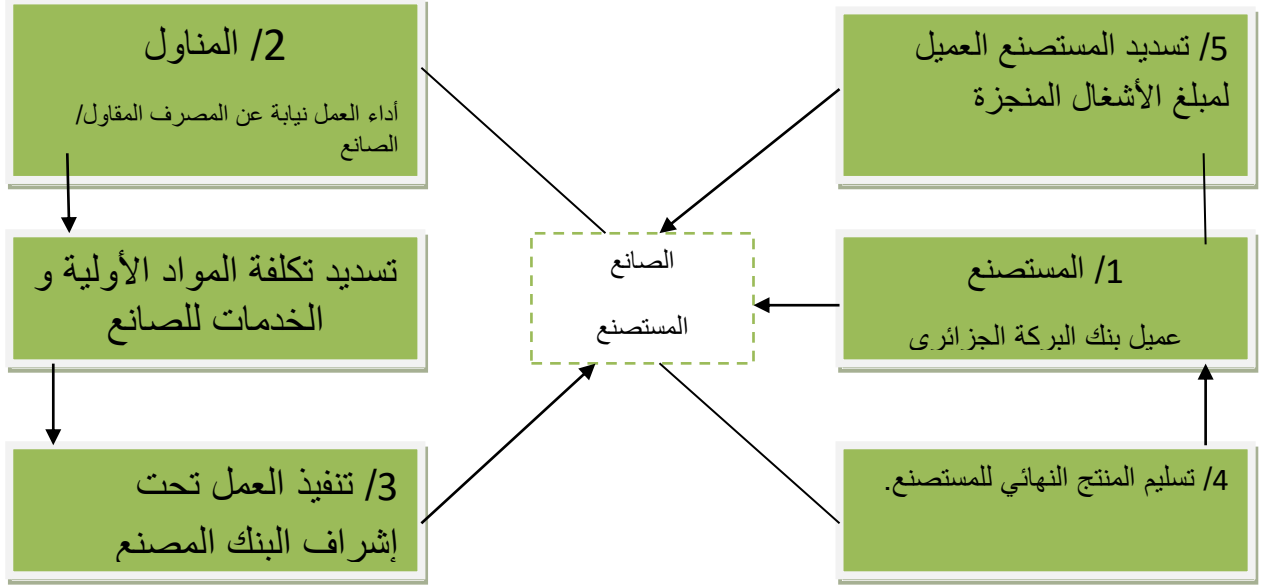 5/ تسديد المستصنع العميل
لمبلغ الأشغال المنجزة
2/ المناول
أداء العمل نيابة عن المصرف المقاول/
الصانع
1/ المستصنع
عميل بنك البركة الجزائري
الصانع
المستصنع
تسديد تكلفة المواد الأولية و
الخدمات للصانع
4/ تسليم المنتج النهائي للمستصنع.
3/ تنفيذ العمل تحت
إشراف البنك المصنع